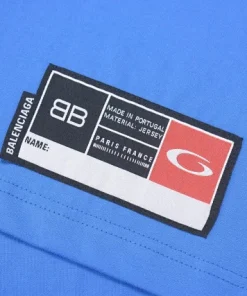 BALENCIAGA
BB
NAME:
MADE IN PORTUGAL
MATERIAL: JERSEY
PARIS FRANCE